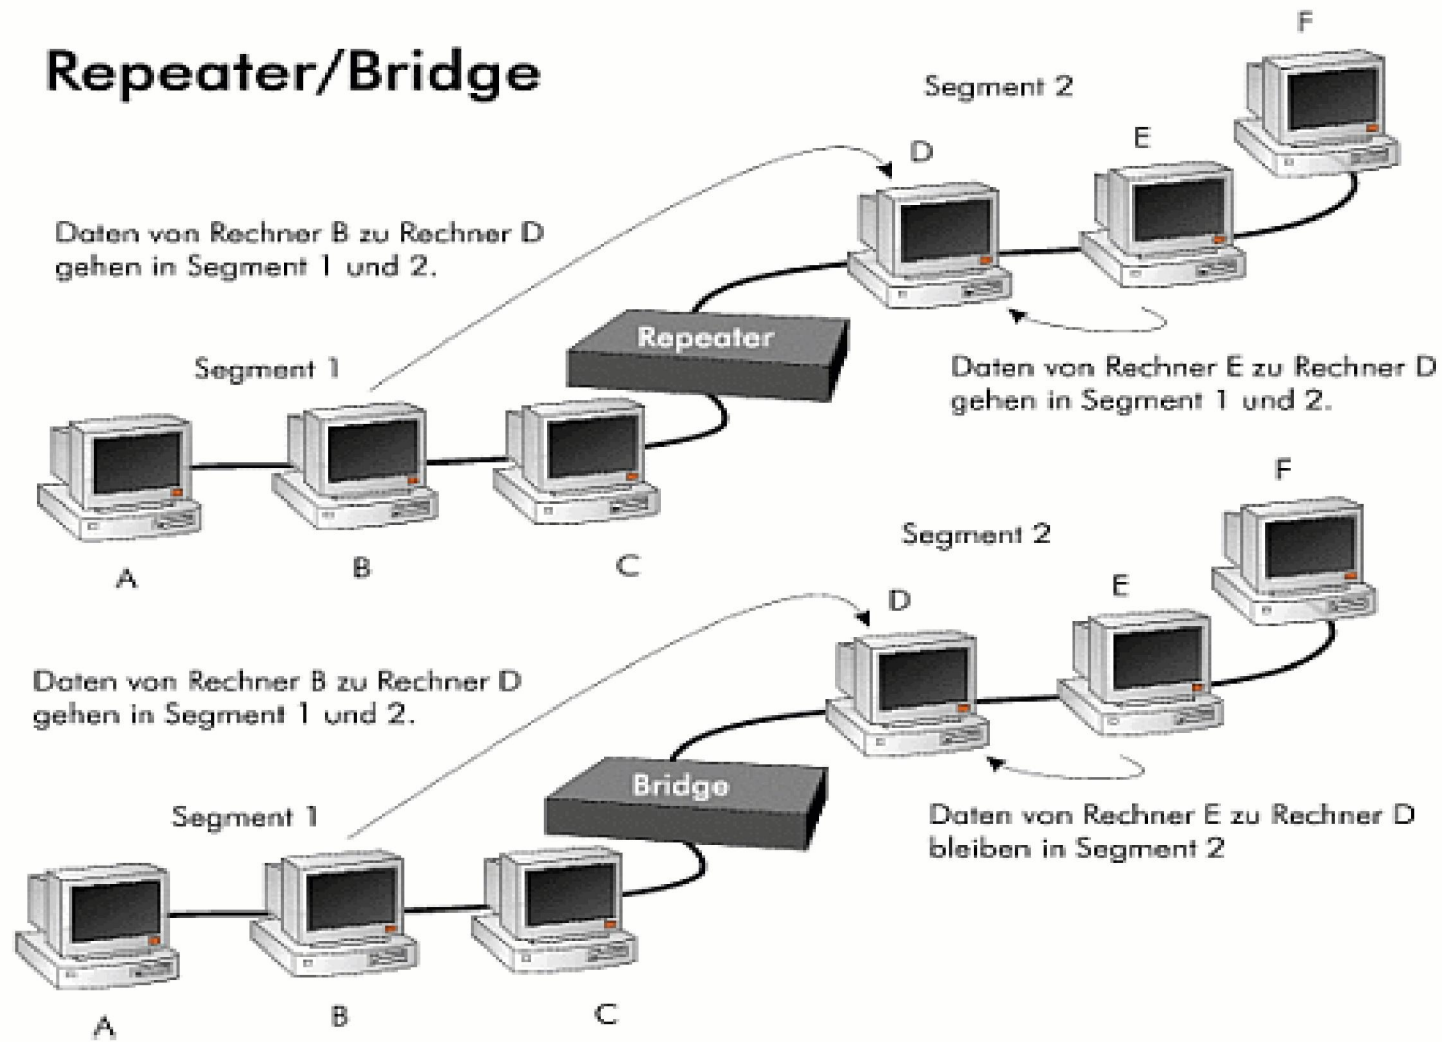 Repeater/Bridge
F
Segment 2
E
D
Daten von Rechner B zu Rechner D
gehen in Segment 1 und 2.
Repeater
Segment 1
Daten von Rechner E zu Rechner D
gehen in Segment 1 und 2.
A
B
C
F
Segment 2
E
D
Daten von Rechner B zu Rechner D
gehen in Segment 1 und 2.
Bridge
Segment 1
Daten von Rechner E zu Rechner D
bleiben in Segment 2
A
B
C